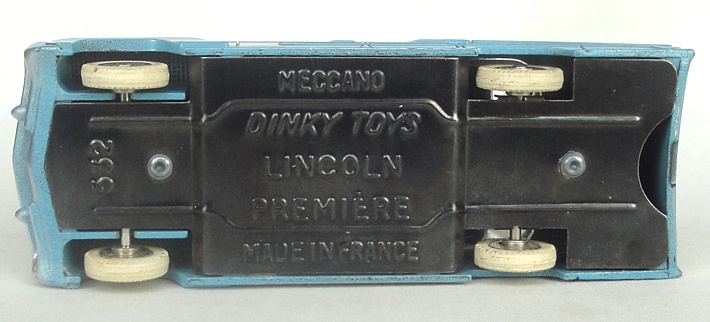 MECCANO
DINKY TOYS
LINCOLN
PREMIÈRE
MADE IN FRANCE
532